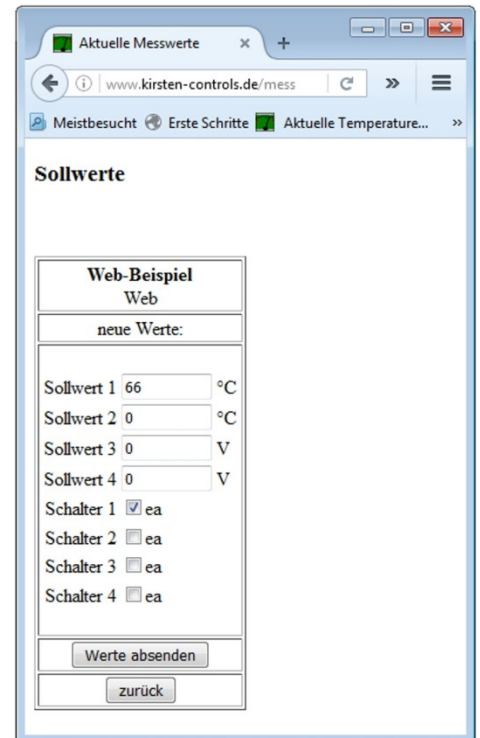 Aktuelle Messwerte
www.kirsten-controls.de/mess
Meistbesucht Erste Schritte Aktuelle Temperature...
Sollwerte
Web-Beispiel
Web
neue Werte:
Sollwert 1 66 °C
Sollwert 2 0 °C
Sollwert 3 0 V
Sollwert 4 0 V
Schalter 1 ea
Schalter 2 ea
Schalter 3 ea
Schalter 4 ea
Werte absenden
zurück